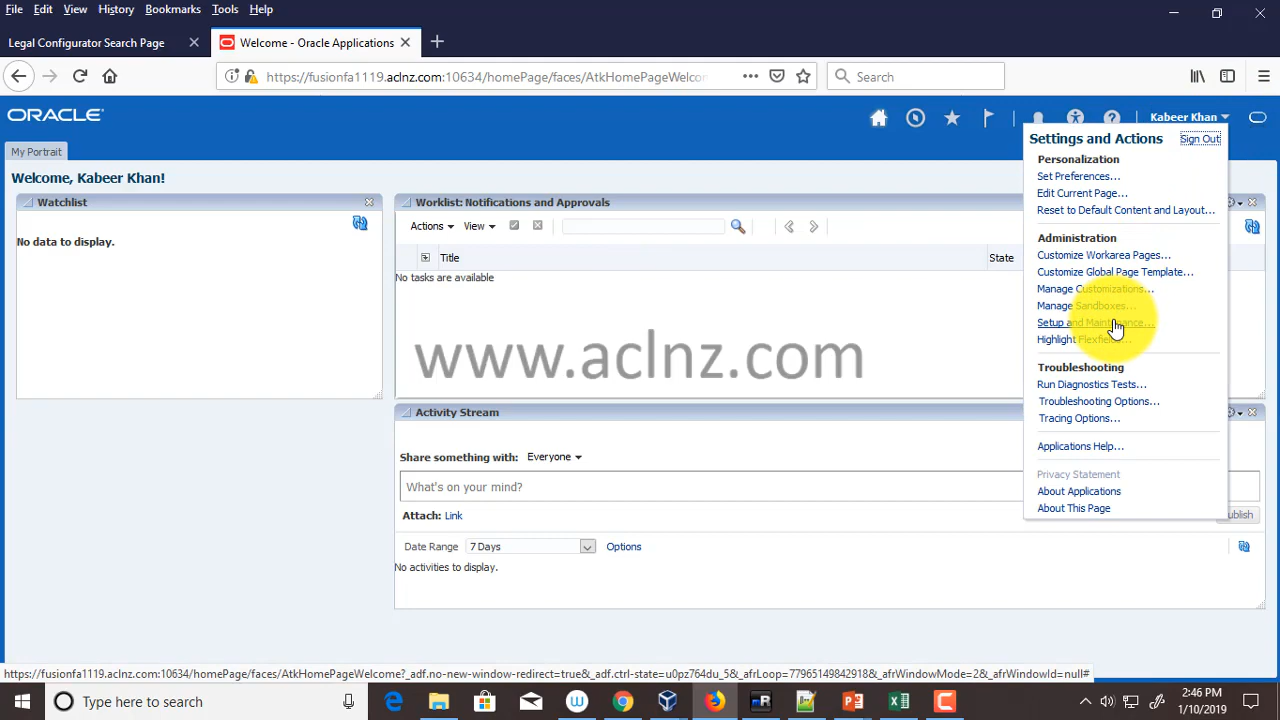 File Edit View History Bookmarks Tools Help
Legal Configurator Search Page
Welcome - Oracle Applications
https://fusionfa1119.aclnz.com:10634/homePage/faces/AtkHomePageWelcom
Search
ORACLE
Kabeer Khan
My Portrait
Welcome, Kabeer Khan!
Watchlist
No data to display.
Worklist: Notifications and Approvals
Actions View
Title State
No tasks are available
www.aclnz.com
Activity Stream
Share something with: Everyone
What's on your mind?
Attach: Link
Date Range 7 Days Options
No activities to display.
Settings and Actions Sign Out
Personalization
Set Preferences...
Edit Current Page...
Reset to Default Content and Layout...
Administration
Customize Workarea Pages...
Customize Global Page Template...
Manage Customizations...
Manage Sandboxes...
Setup and Maintenance...
Highlight Flexfields...
Troubleshooting
Run Diagnostics Tests...
Troubleshooting Options...
Tracing Options...
Applications Help...
Privacy Statement
About Applications
About This Page
ublish
https://fusionfa1119.aclnz.com:10634/homePage/faces/AtkHomePageWelcome?_adf.no-new-window-redirect=true&_adf.ctrl-state=u0pz764du_5&_afrLoop=7796514984291​8&_afrWindowMode=2&_afrWindowId=null#
Type here to search
2:46 PM
1/10/2019